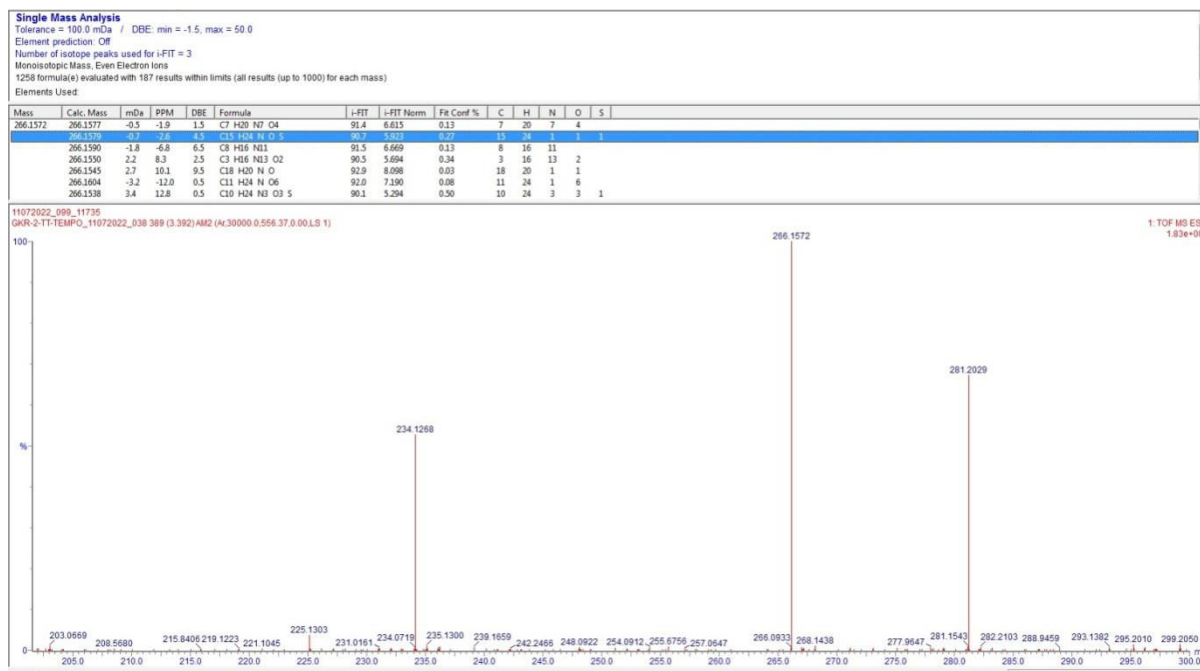 Single Mass Analysis
Tolerance = 100.0 mDa / DBE: min = -1.5, max = 50.0
Element prediction: Off
Number of isotope peaks used for i-FIT = 3
Monoisotopic Mass, Even Electron Ions
1258 formula(e) evaluated with 187 results within limits (all results (up to 1000) for each mass)
Elements Used:
Mass Calc. Mass mDa PPM DBE Formula i-FIT i-FIT Norm Fit Conf % C H N O S
266.1572 266.1577 -0.5 -1.9 1.5 C7 H20 N7 O4 91.4 6.615 0.13 7 20 7 4
266.1579 -0.7 -2.6 4.5 C15 H24 N O S 90.7 5.923 0.27 15 24 1 1 1
266.1590 -1.8 -6.8 6.5 C8 H16 N11 91.5 6.669 0.13 8 16 11
266.1550 2.2 8.3 2.5 C3 H16 N13 O2 90.5 5.694 0.34 3 16 13 2
266.1545 2.7 10.1 9.5 C18 H20 N O 92.9 8.098 0.03 18 20 1 1
266.1604 -3.2 -12.0 0.5 C11 H24 N O6 92.0 7.190 0.08 11 24 1 6
266.1538 3.4 12.8 0.5 C10 H24 N3 O3 S 90.1 5.294 0.50 10 24 3 3 1
11072022_099_11735
GKR-2-TT-TEMPO_11072022_038 389 (3.392) AM2 (Ar,30000.0,556.37,0.00,LS 1)
1: TOF MS ES
1.83e+00
100
266.1572
281.2029
234.1268
%
203.0669
208.5680
215.8406
219.1223
221.1045
225.1303
231.0161
234.0719
235.1300
239.1659
242.2466
248.0922
254.0912
255.6756
257.0647
266.0933
268.1438
277.9647
281.1543
282.2103
288.9459
293.1382
295.2010
299.2050
0
205.0 210.0 215.0 220.0 225.0 230.0 235.0 240.0 245.0 250.0 255.0 260.0 265.0 270.0 275.0 280.0 285.0 290.0 295.0 300.0